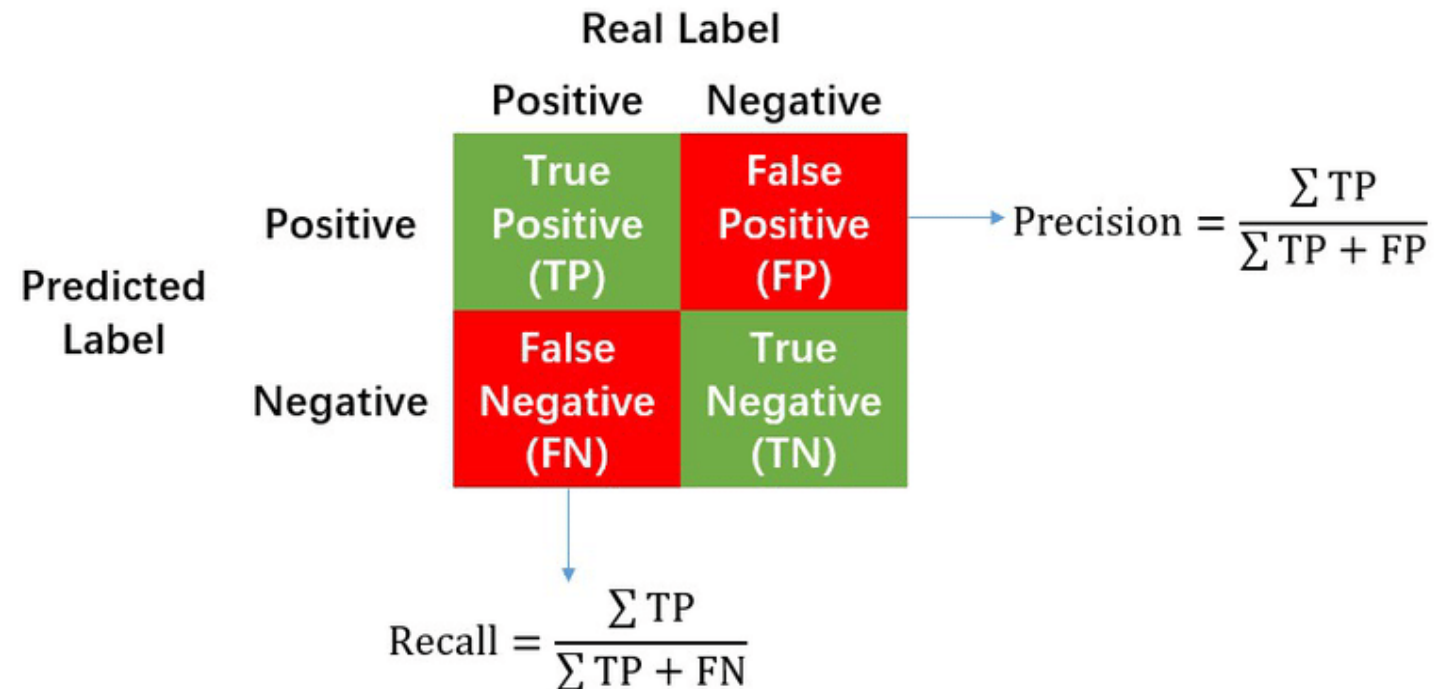 Real Label
Positive Negative
True
Positive
(TP)
False
Positive
(FP)
Positive
Precision = ∑ TP / ∑ TP + FP
Predicted
Label
Negative
False
Negative
(FN)
True
Negative
(TN)
Recall = ∑ TP / ∑ TP + FN